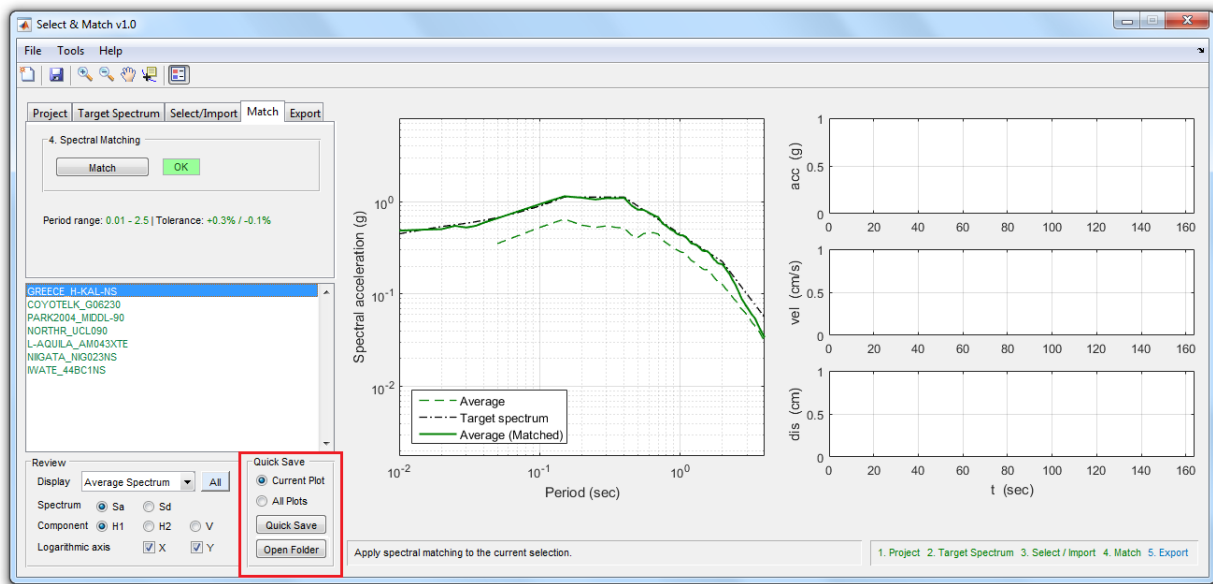 Select & Match v1.0
File Tools Help
Project Target Spectrum Select/Import Match Export
4. Spectral Matching
Match OK
Period range: 0.01 - 2.5 | Tolerance: +0.3% / -0.1%
GREECE_H-KAL-NS
COYOTELK_G06230
PARK2004_MIDDL-90
NORTHR_UCL090
L-AQUILA_AM043XTE
NIIGATA_NIG023NS
IWATE_44BC1NS
Review
Display Average Spectrum All
Spectrum Sa Sd
Component H1 H2 V
Logarithmic axis X Y
Quick Save
Current Plot
All Plots
Quick Save
Open Folder
Spectral acceleration (g)
10^0
10^-1
10^-2
Average
Target spectrum
Average (Matched)
10^-2 10^-1 10^0
Period (sec)
acc (g)
1
0.5
0
0 20 40 60 80 100 120 140 160
vel (cm/s)
1
0.5
0
0 20 40 60 80 100 120 140 160
dis (cm)
1
0.5
0
0 20 40 60 80 100 120 140 160
t (sec)
Apply spectral matching to the current selection.
1. Project 2. Target Spectrum 3. Select / Import 4. Match 5. Export